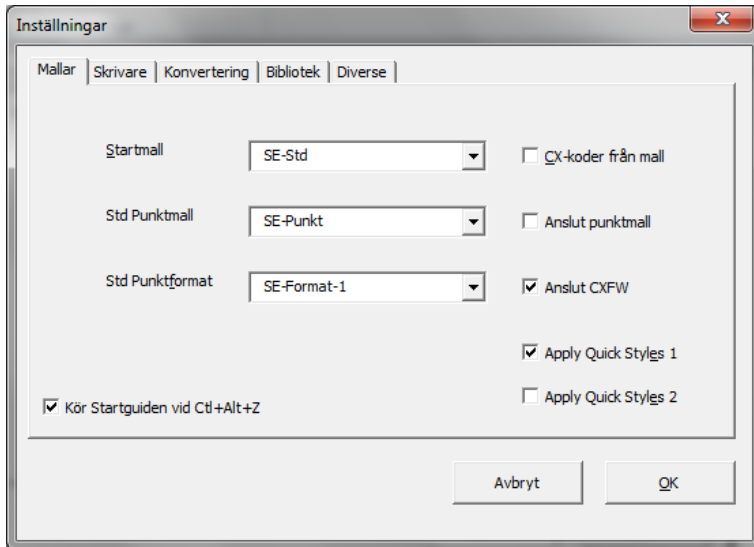 Inställningar
Mallar Skrivare Konvertering Bibliotek Diverse
Startmall SE-Std CX-koder från mall
Std Punktmall SE-Punkt Anslut punktmall
Std Punktformat SE-Format-1 Anslut CXFW
Apply Quick Styles 1
Kör Startguiden vid Ctl+Alt+Z Apply Quick Styles 2
Avbryt OK